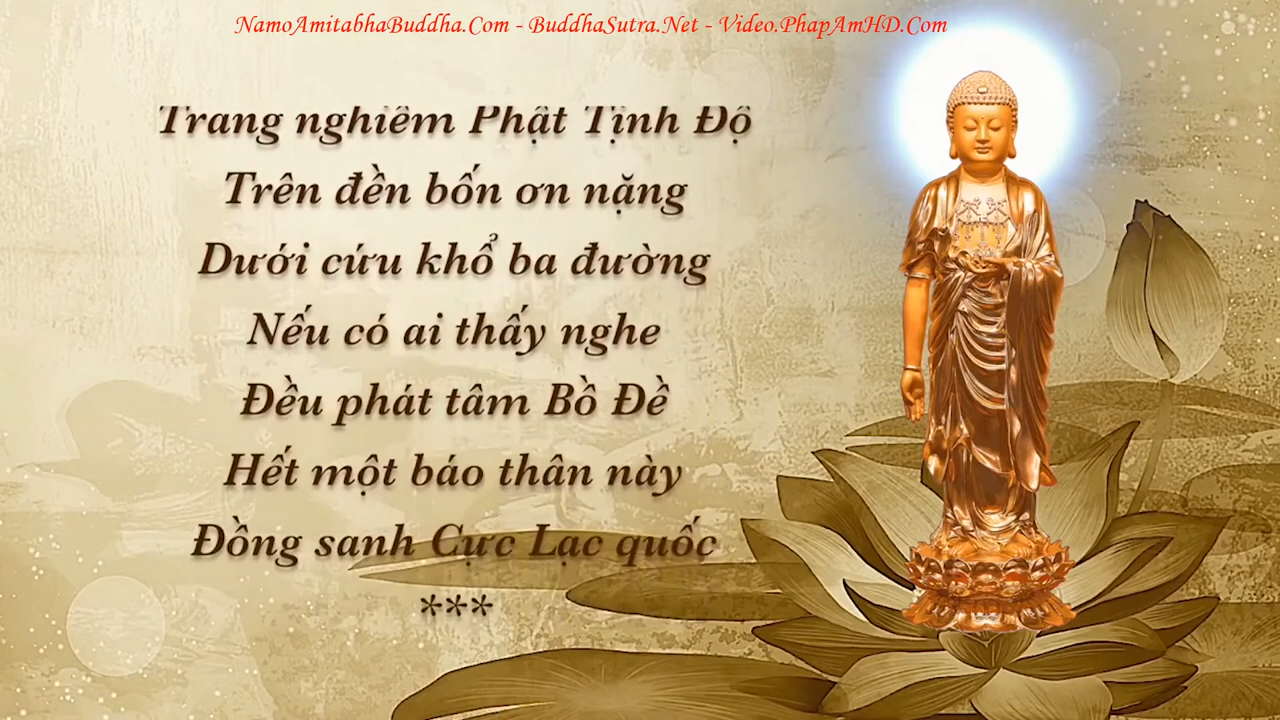 NamoAmitabhaBuddha.Com - BuddhaSutra.Net - Video.PhapAmHD.Com
Trang nghiêm Phật Tịnh Độ
Trên đền bốn ơn nặng
Dưới cứu khổ ba đường
Nếu có ai thấy nghe
Đều phát tâm Bồ Đề
Hết một báo thân này
Đồng sanh Cực Lạc quốc
***